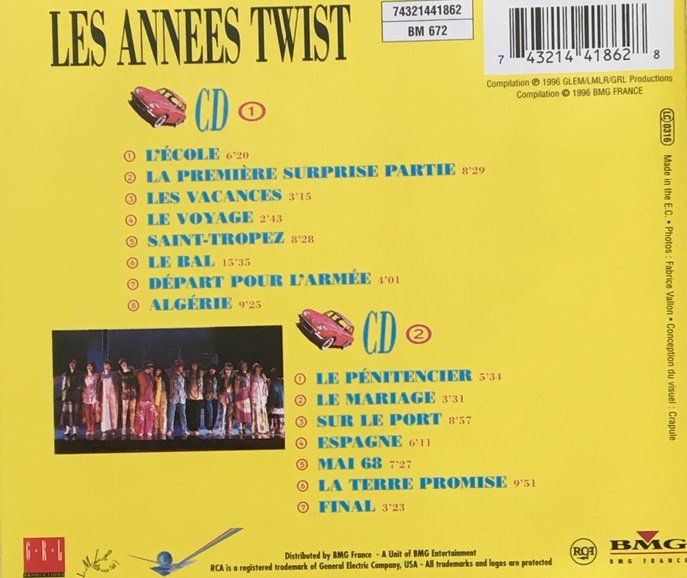 LES ANNEES TWIST
74321441862
BM 672
7 43214 41862 8
Compilation ℗ 1996 GLEM/LMLR/GRL Productions
Compilation © 1996 BMG FRANCE
LC 0316
Made in the E.C. • Photos : Fabrice Vallon • Conception du visuel : Crapule
CD 1
1 L'ÉCOLE 6'20
2 LA PREMIÈRE SURPRISE PARTIE 8'29
3 LES VACANCES 3'15
4 LE VOYAGE 2'43
5 SAINT-TROPEZ 8'28
6 LE BAL 15'35
7 DÉPART POUR L'ARMÉE 4'01
8 ALGÉRIE 9'25
CD 2
1 LE PÉNITENCIER 5'34
2 LE MARIAGE 3'31
3 SUR LE PORT 8'57
4 ESPAGNE 6'11
5 MAI 68 7'27
6 LA TERRE PROMISE 9'51
7 FINAL 3'23
G • R • L
PRODUCTIONS
Distributed by BMG France - A Unit of BMG Entertainment
RCA is a registered trademark of General Electric Company, USA - All trademarks and logos are protected
RCA
BMG
BMG FRANCE